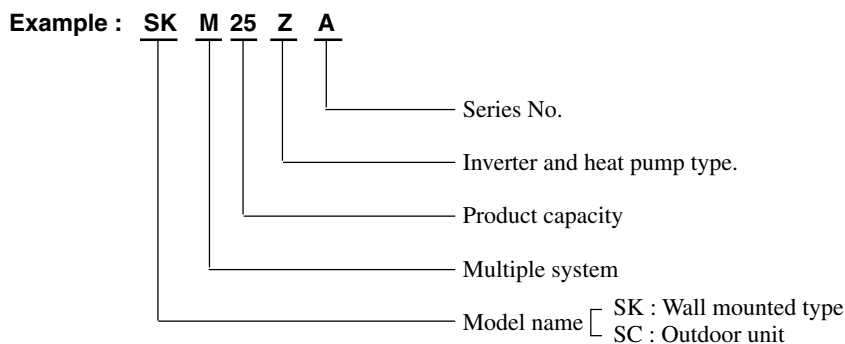 Example : SK M 25 Z A
Series No.
Inverter and heat pump type.
Product capacity
Multiple system
Model name SK : Wall mounted type
SC : Outdoor unit